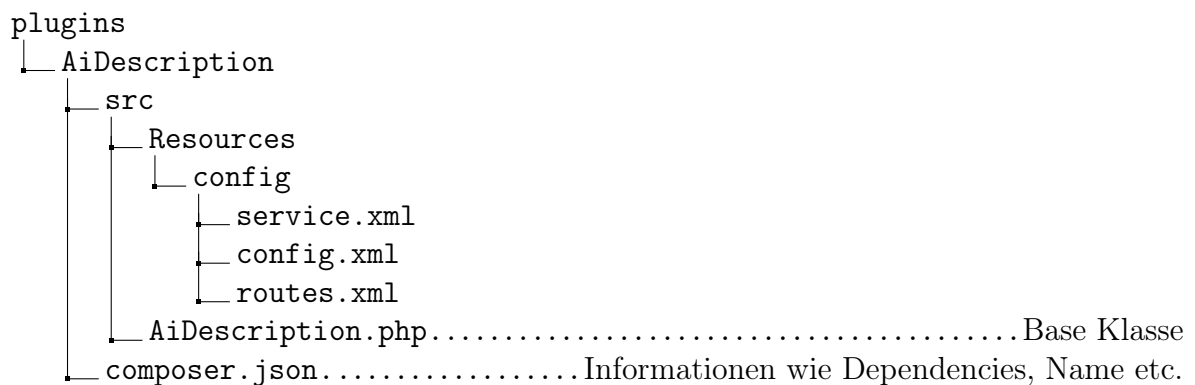 plugins
AiDescription
src
Resources
config
service.xml
config.xml
routes.xml
AiDescription.php........................................Base Klasse
composer.json..................Informationen wie Dependencies, Name etc.